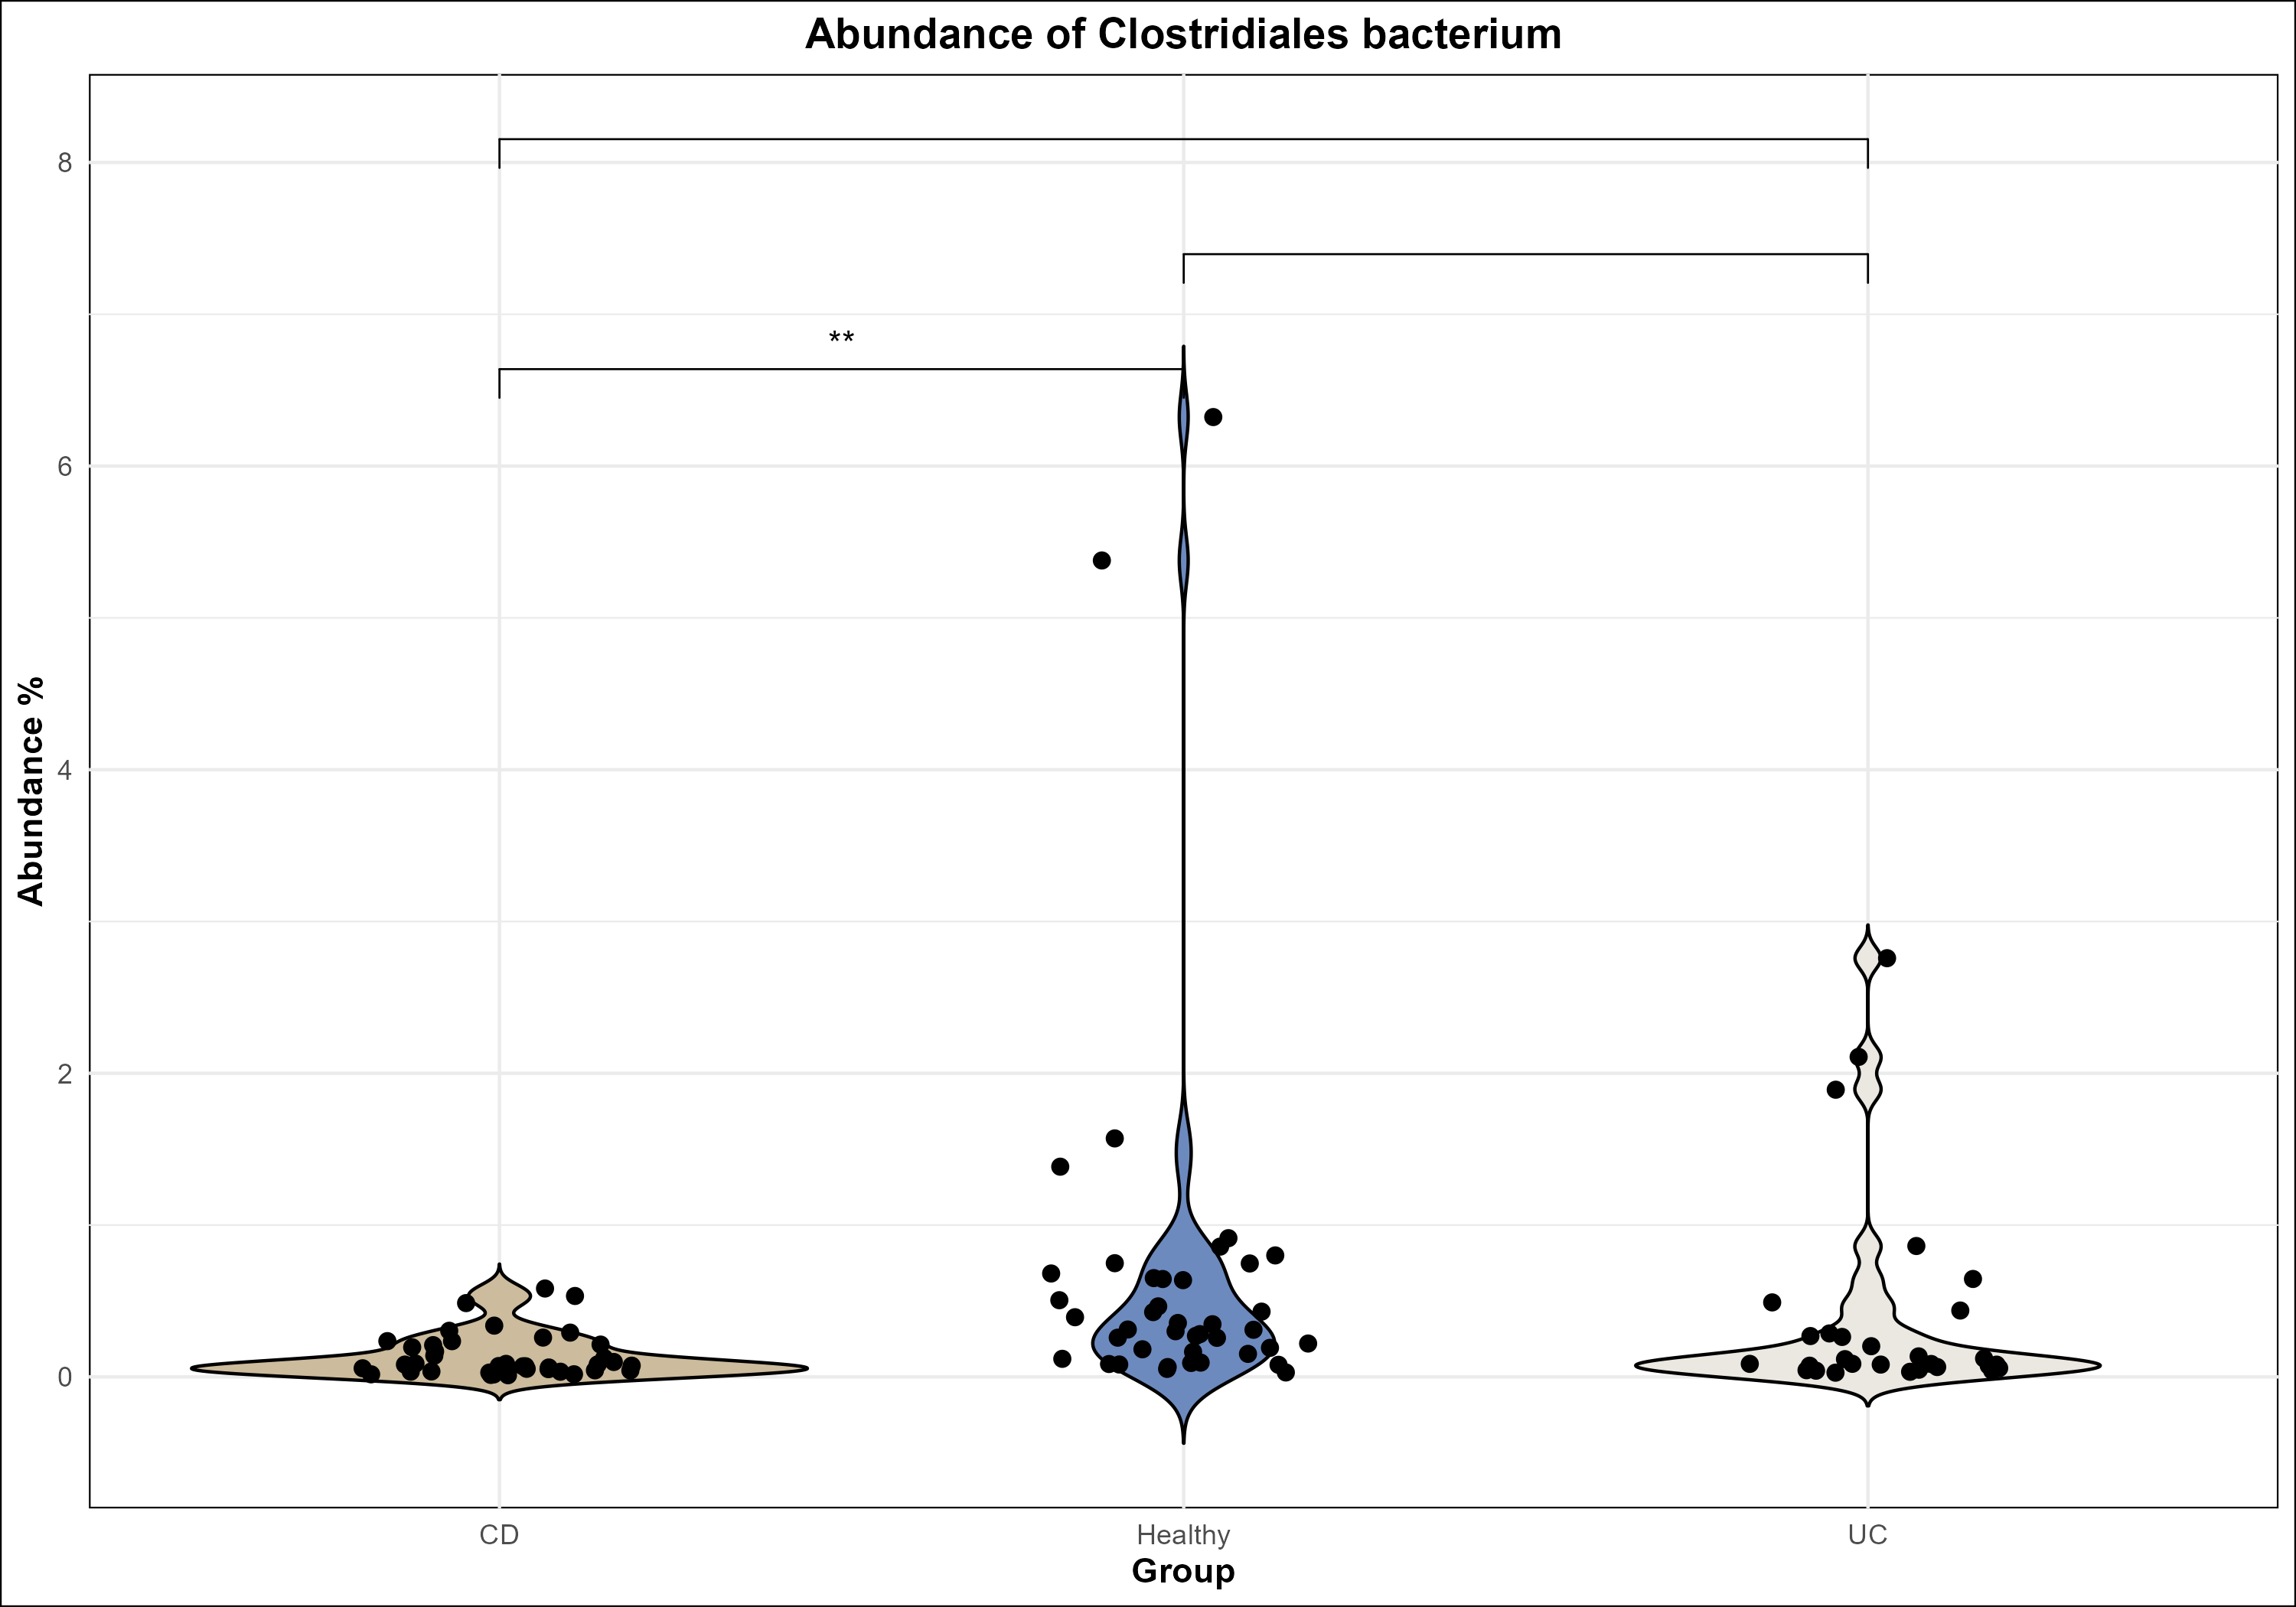 Abundance of Clostridiales bacterium
8
**
6
4
2
0
Abundance %
CD
Healthy
UC
Group